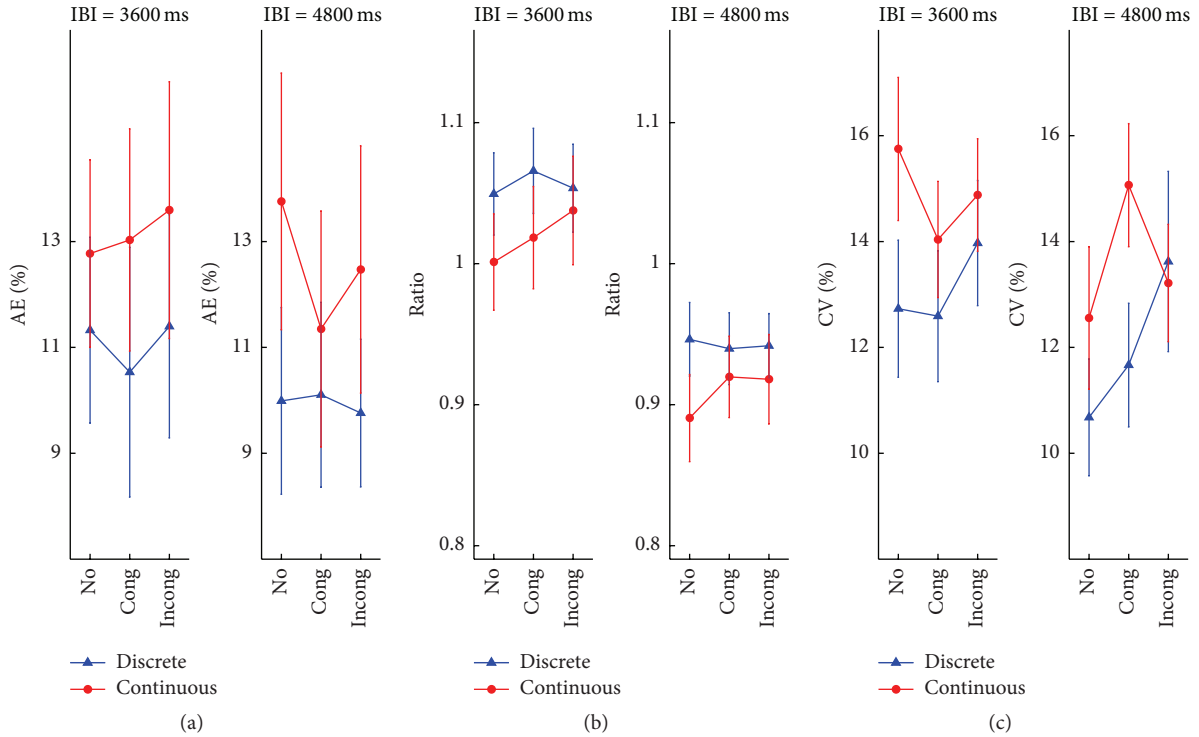 IBI = 3600 ms
AE (%)
13
11
9
No
Cong
Incong
IBI = 4800 ms
AE (%)
13
11
9
No
Cong
Incong
Discrete
Continuous
(a)
IBI = 3600 ms
Ratio
1.1
1
0.9
0.8
No
Cong
Incong
IBI = 4800 ms
Ratio
1.1
1
0.9
0.8
No
Cong
Incong
Discrete
Continuous
(b)
IBI = 3600 ms
CV (%)
16
14
12
10
No
Cong
Incong
IBI = 4800 ms
CV (%)
16
14
12
10
No
Cong
Incong
Discrete
Continuous
(c)